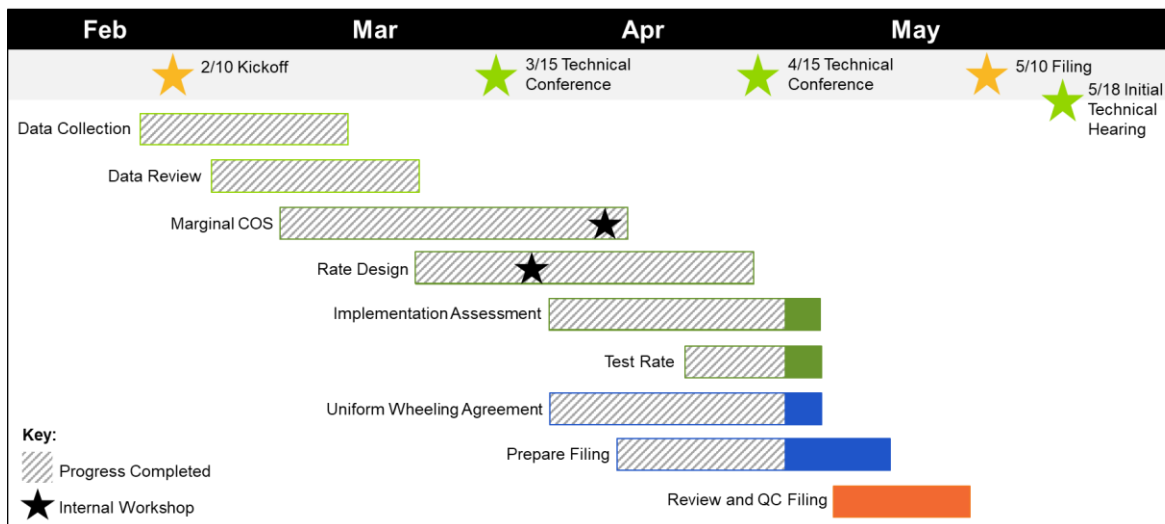 Feb Mar Apr May
2/10 Kickoff
3/15 Technical
Conference
4/15 Technical
Conference
5/10 Filing
5/18 Initial
Technical
Hearing
Data Collection
Data Review
Marginal COS
Rate Design
Implementation Assessment
Test Rate
Uniform Wheeling Agreement
Prepare Filing
Review and QC Filing
Key:
Progress Completed
Internal Workshop